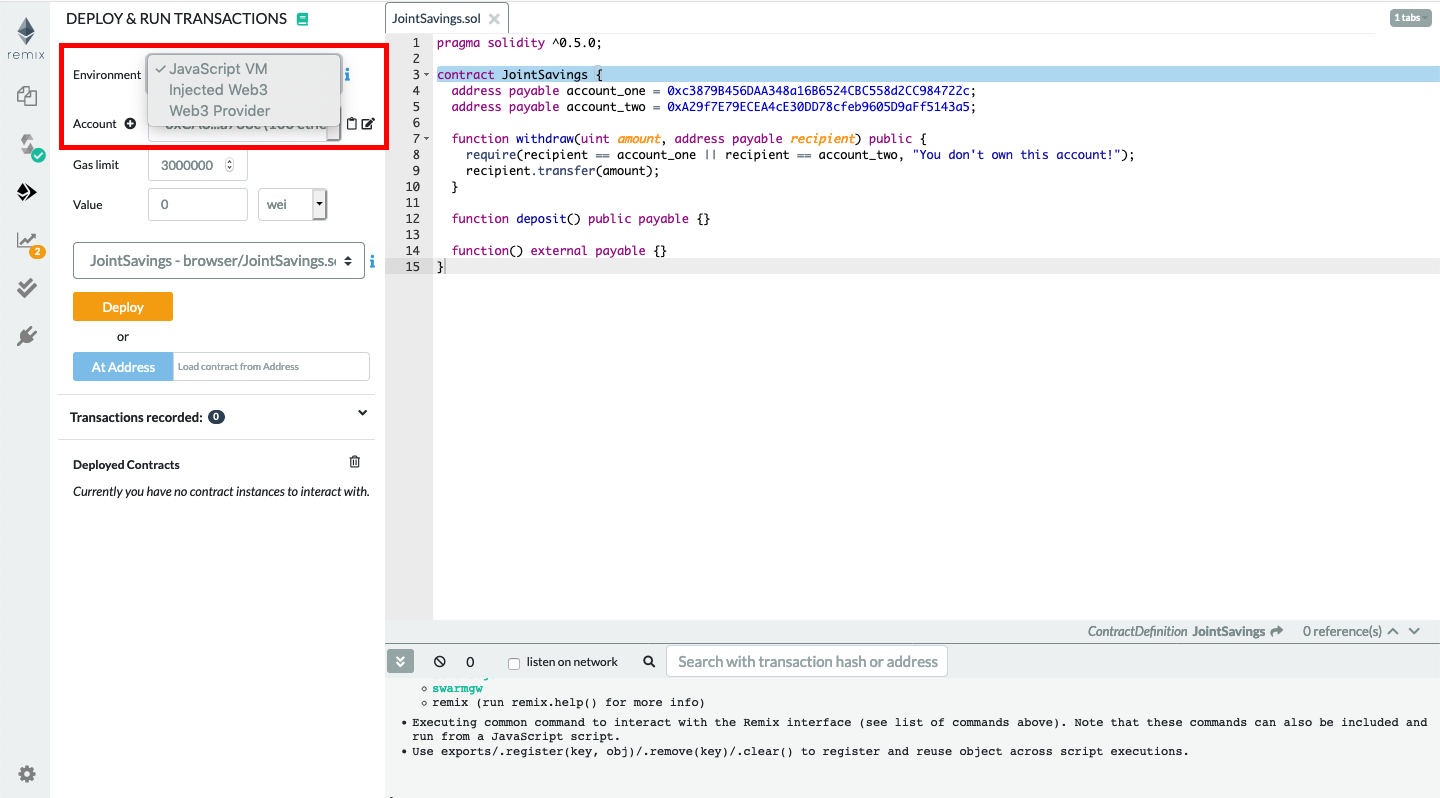 DEPLOY & RUN TRANSACTIONS
remix
Environment
JavaScript VM
Injected Web3
Web3 Provider
Account
Gas limit
3000000
Value
0
wei
2
JointSavings - browser/JointSavings.s
Deploy
or
At Address
Load contract from Address
Transactions recorded: 0
Deployed Contracts
Currently you have no contract instances to interact with.
JointSavings.sol
1 tabs
1 pragma solidity ^0.5.0;
2
3 contract JointSavings {
4 address payable account_one = 0xc3879B456DAA348a16B6524CBC558d2CC984722c;
5 address payable account_two = 0xA29f7E79ECEA4cE30DD78cfeb9605D9aFf5143a5;
6
7 function withdraw(uint amount, address payable recipient) public {
8 require(recipient == account_one || recipient == account_two, "You don't own this account!");
9 recipient.transfer(amount);
10 }
11
12 function deposit() public payable {}
13
14 function() external payable {}
15 }
ContractDefinition JointSavings 0 reference(s)
0
listen on network
Search with transaction hash or address
swarmgw
remix (run remix.help() for more info)
Executing common command to interact with the Remix interface (see list of commands above). Note that these commands can also be included and
run from a JavaScript script.
Use exports/.register(key, obj)/.remove(key)/.clear() to register and reuse object across script executions.